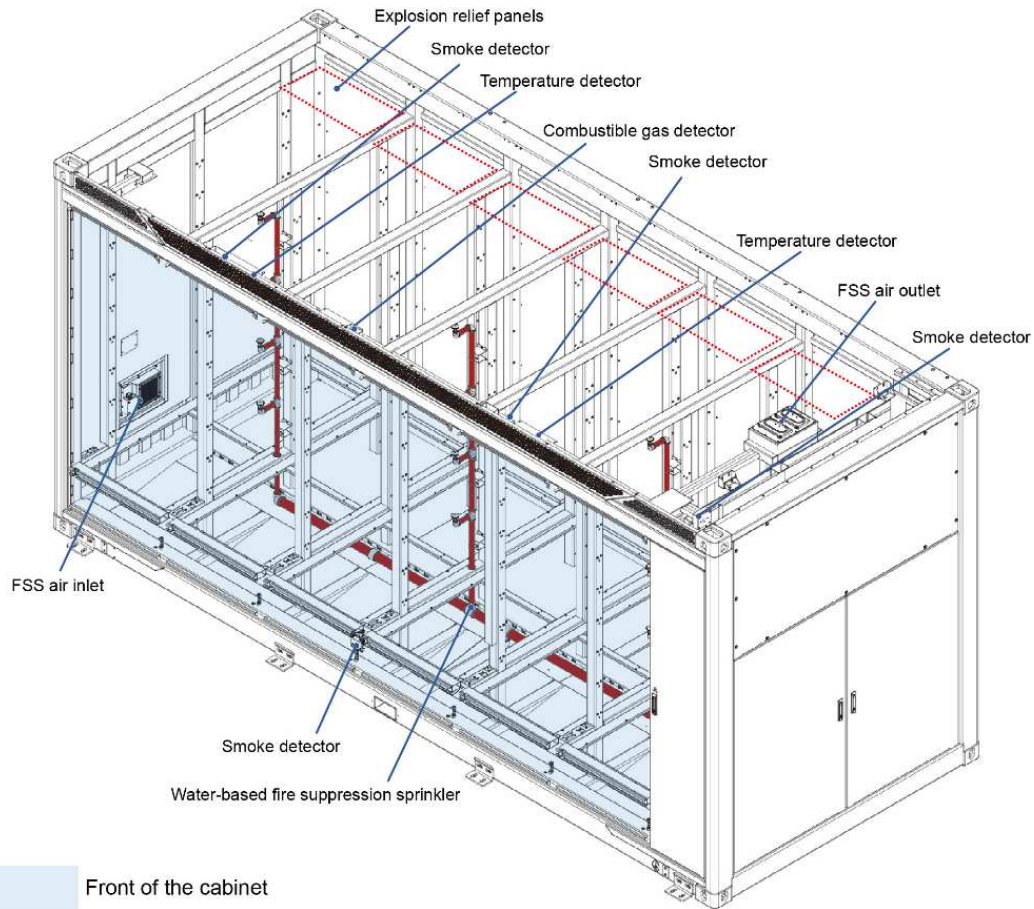 Explosion relief panels
Smoke detector
Temperature detector
Combustible gas detector
Smoke detector
Temperature detector
FSS air outlet
Smoke detector
FSS air inlet
Smoke detector
Water-based fire suppression sprinkler
Front of the cabinet